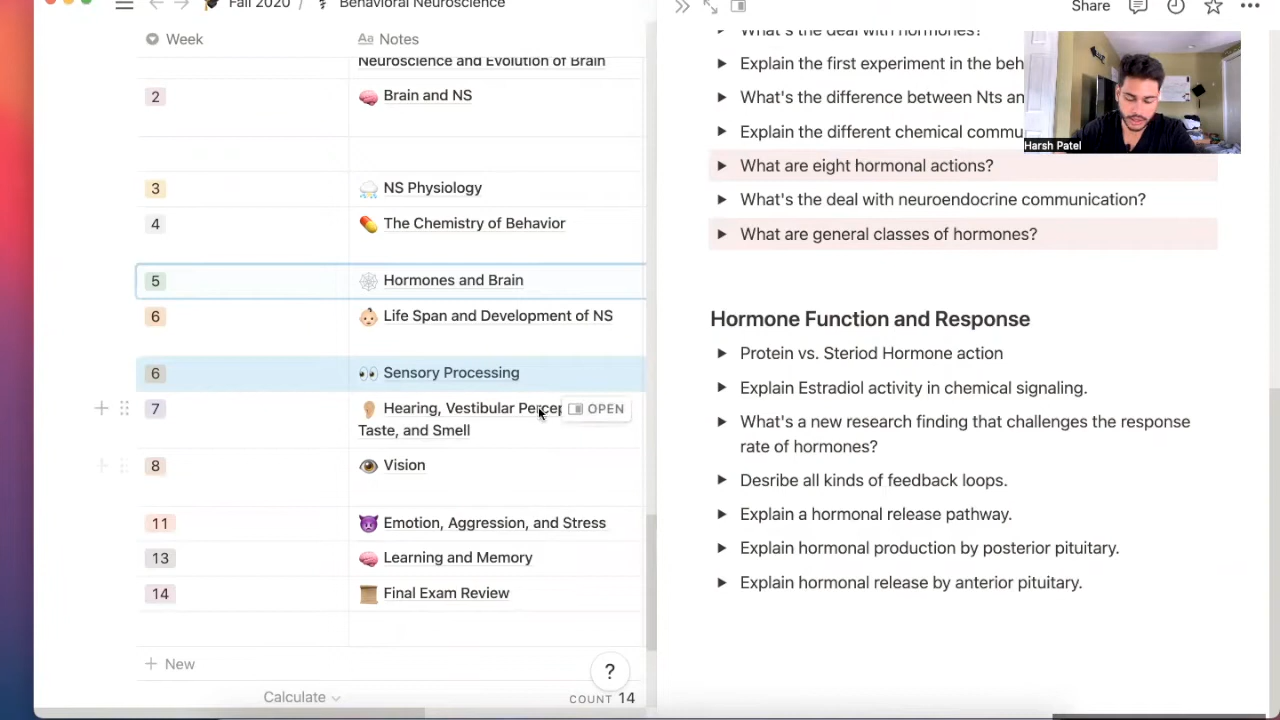 Fall 2020 / Behavioral Neuroscience
Share
Week
Aa Notes
Neuroscience and Evolution of Brain
2
Brain and NS
3
NS Physiology
4
The Chemistry of Behavior
5
Hormones and Brain
6
Life Span and Development of NS
6
Sensory Processing
7
Hearing, Vestibular Percep
OPEN
Taste, and Smell
8
Vision
11
Emotion, Aggression, and Stress
13
Learning and Memory
14
Final Exam Review
+ New
?
Calculate
COUNT 14
What's the deal with hormones?
Explain the first experiment in the beh
What's the difference between Nts an
Explain the different chemical commu
Harsh Patel
What are eight hormonal actions?
What's the deal with neuroendocrine communication?
What are general classes of hormones?
Hormone Function and Response
Protein vs. Steriod Hormone action
Explain Estradiol activity in chemical signaling.
What's a new research finding that challenges the response
rate of hormones?
Desribe all kinds of feedback loops.
Explain a hormonal release pathway.
Explain hormonal production by posterior pituitary.
Explain hormonal release by anterior pituitary.